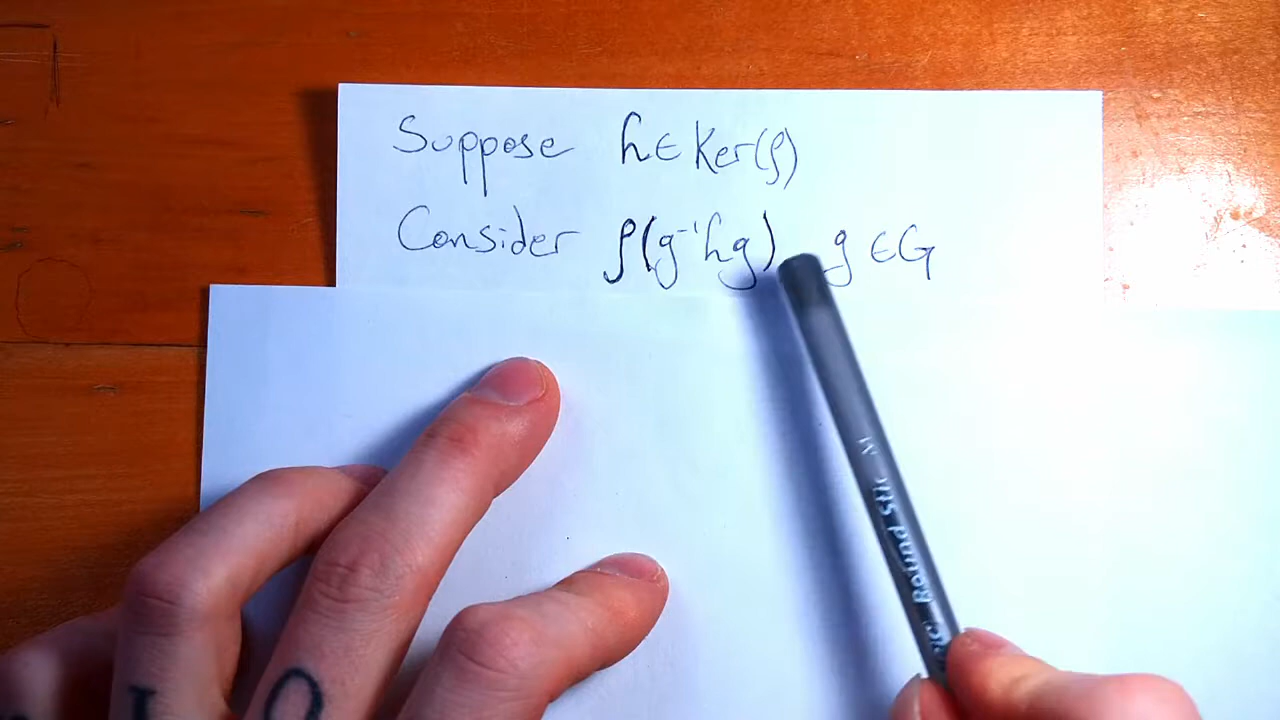 Suppose h ∈ Ker(ρ)
Consider ρ(g⁻¹hg) g ∈ G